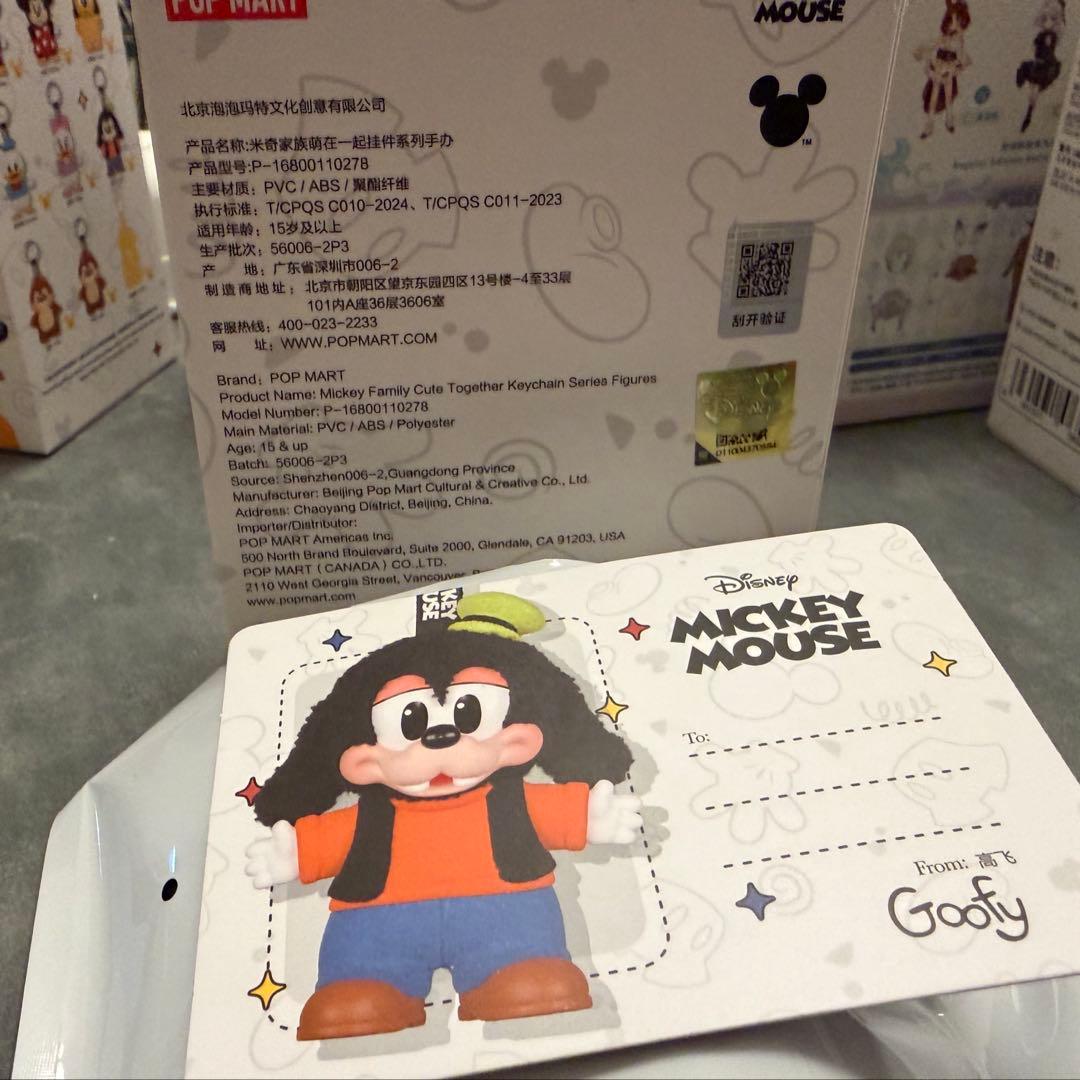 POP MART
MOUSE
TM
北京泡泡玛特文化创意有限公司
产品名称:米奇家族萌在一起挂件系列手办
产品型号:P-16800110278
主要材质: PVC / ABS / 聚酯纤维
执行标准: T/CPQS C010-2024、T/CPQS C011-2023
适用年龄: 15岁及以上
生产批次: 56006-2P3
产 地: 广东省深圳市006-2
制造商地址: 北京市朝阳区望京东园四区13号楼-4至33层
101内A座36层3606室
客服热线: 400-023-2233
网 址: WWW.POPMART.COM
刮开验证
Brand: POP MART
Product Name: Mickey Family Cute Together Keychain Series Figures
Model Number: P-16800110278
Main Material: PVC / ABS / Polyester
Age: 15 & up
Batch: 56006-2P3
Source: Shenzhen006-2,Guangdong Province
Manufacturer: Beijing Pop Mart Cultural & Creative Co., Ltd.
Address: Chaoyang District, Beijing, China.
Importer/Distributor:
POP MART Americas Inc.
500 North Brand Boulevard, Suite 2000, Glendale, CA 91203, USA
POP MART (CANADA) CO.,LTD.
2110 West Georgia Street, Vancouver
www.popmart.com
Disney
注意:
KEY
USE
Disney
MICKEY
MOUSE
To:
From: 高飞
Goofy